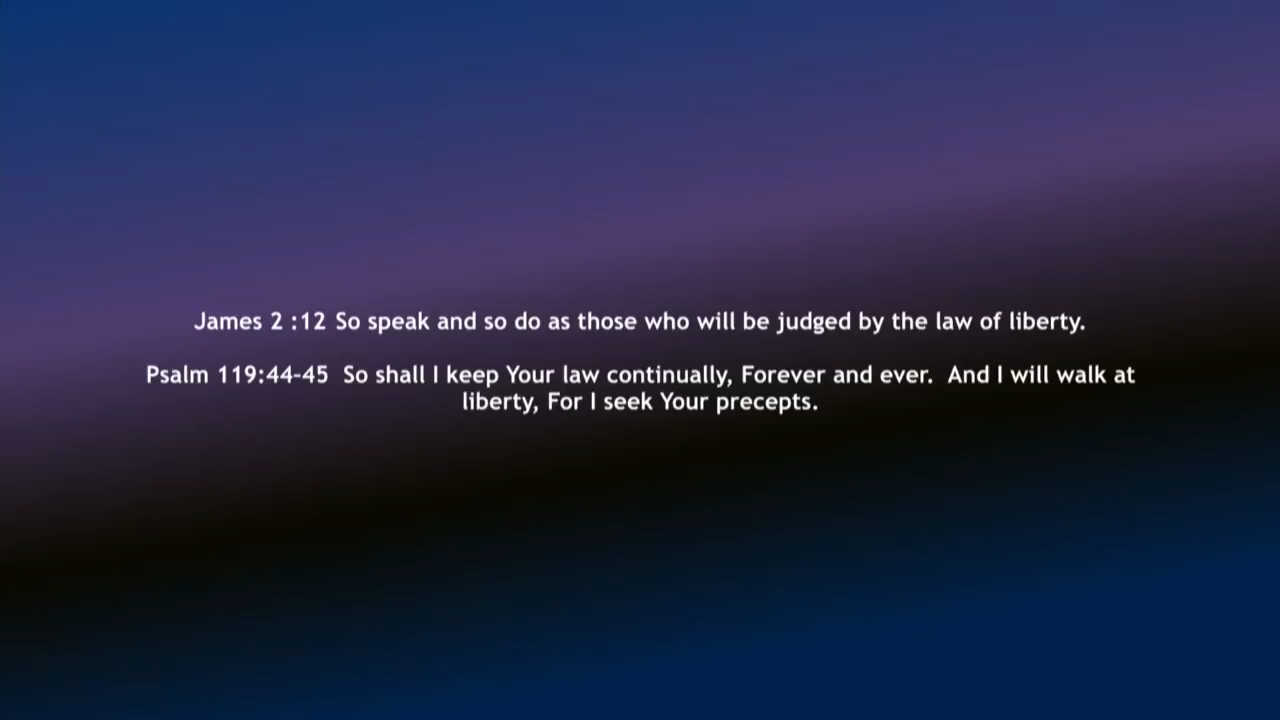 James 2 :12 So speak and so do as those who will be judged by the law of liberty.
Psalm 119:44-45  So shall I keep Your law continually, Forever and ever.  And I will walk at
liberty, For I seek Your precepts.